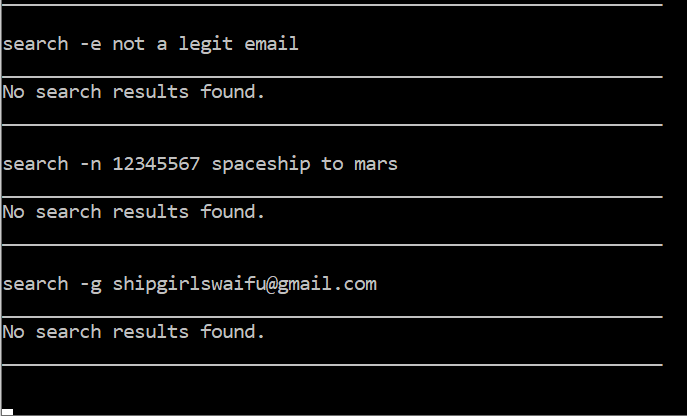 search -e not a legit email
No search results found.
search -n 12345567 spaceship to mars
No search results found.
search -g shipgirlswaifu@gmail.com
No search results found.